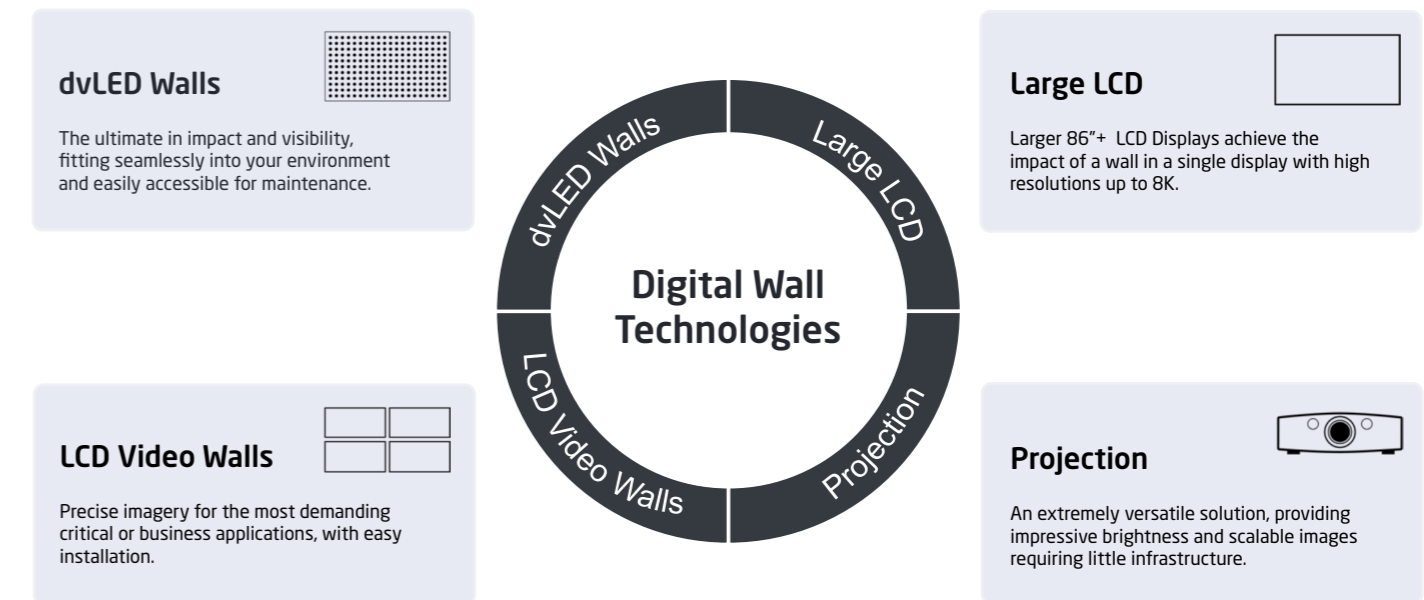 dvLED Walls
The ultimate in impact and visibility,
fitting seamlessly into your environment
and easily accessible for maintenance.
Large LCD
Larger 86"+ LCD Displays achieve the
impact of a wall in a single display with high
resolutions up to 8K.
dvLED Walls
Large LCD
Digital Wall
Technologies
LCD Video Walls
Projection
LCD Video Walls
Precise imagery for the most demanding
critical or business applications, with easy
installation.
Projection
An extremely versatile solution, providing
impressive brightness and scalable images
requiring little infrastructure.